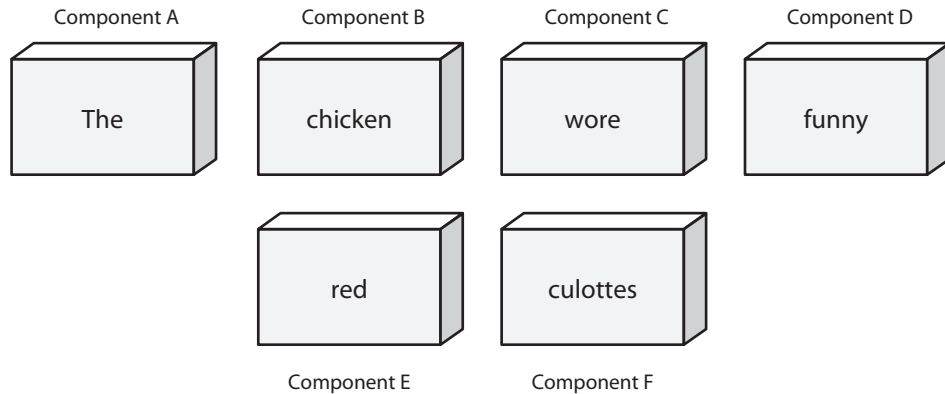 Component A Component B Component C Component D
The chicken wore funny
red culottes
Component E Component F